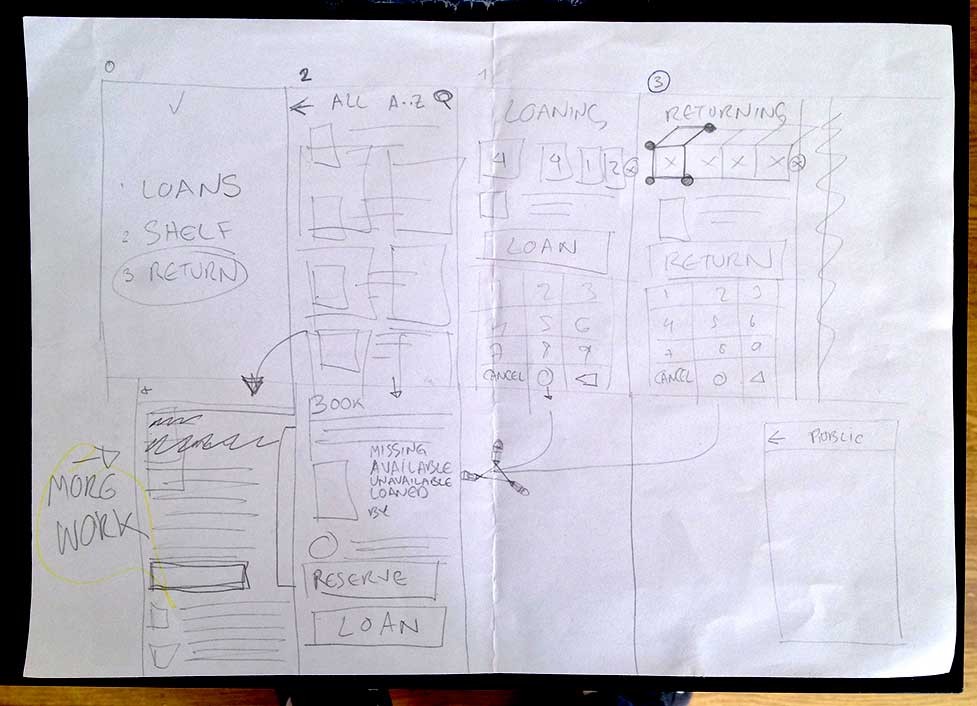 0
1 LOANS
2 SHELF
3 RETURN
2
← ALL A..Z
BOOK
MISSING
AVAILABLE
UNAVAILABLE
LOANED
BY
RESERVE
LOAN
1
LOANING
4 4 1 2 x
LOAN
2 3
5 6
7 8 9
CANCEL 0
3
RETURNING
x x x x
RETURN
1 2 3
4 5 6
7 8 9
CANCEL 0
MORE
WORK
← PUBLIC